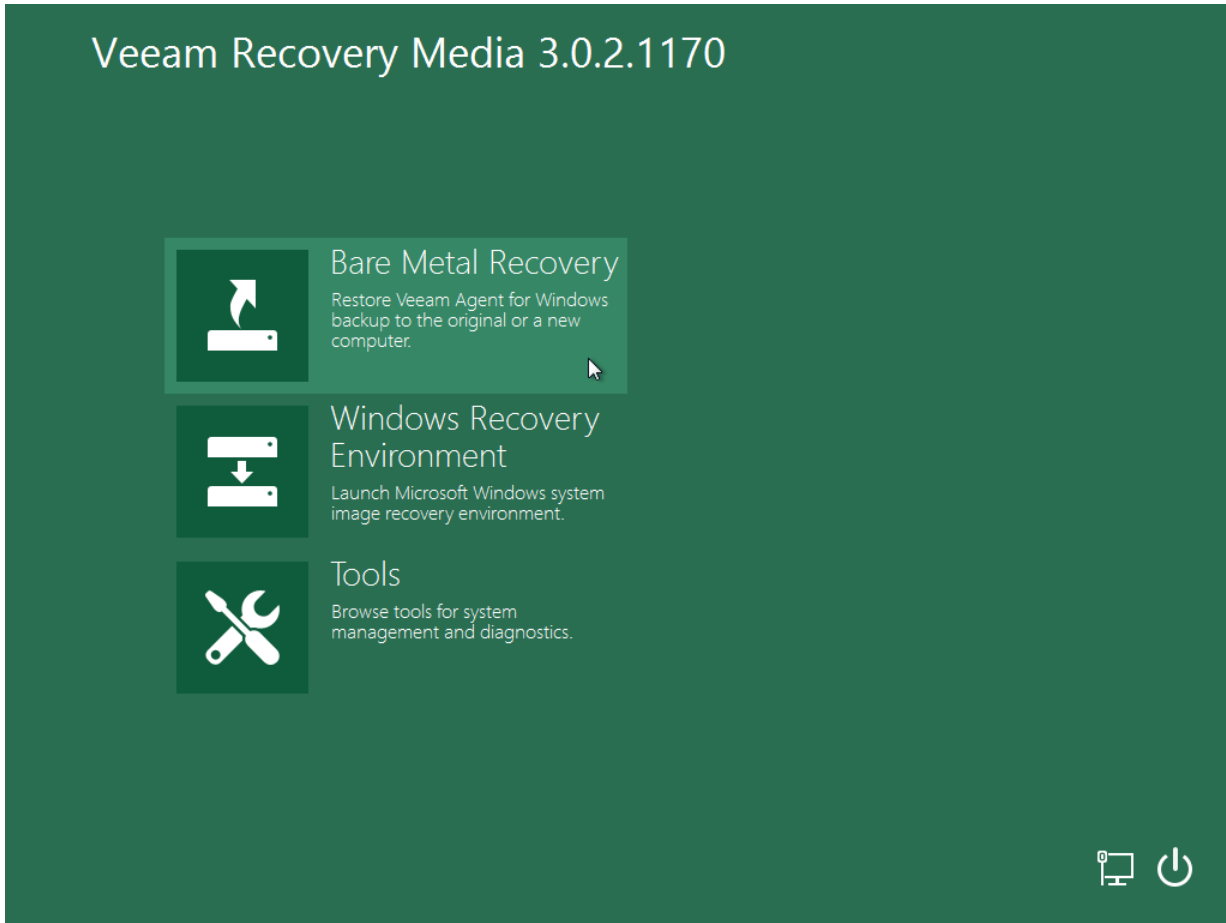 Veeam Recovery Media 3.0.2.1170
Bare Metal Recovery
Restore Veeam Agent for Windows
backup to the original or a new
computer.
Windows Recovery
Environment
Launch Microsoft Windows system
image recovery environment.
Tools
Browse tools for system
management and diagnostics.